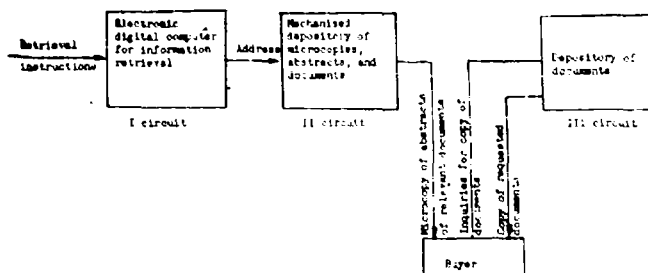 Retrieval
instructions
Electronic
digital computer
for information
retrieval
I circuit
Address
Mechanised
depository of
microcopies,
abstracts, and
documents
II circuit
Depository of
documents
III circuit
Microcopy of abstracts
of relevant documents
Inquiries for copy of
documents
Copy of requested
documents
Buyer